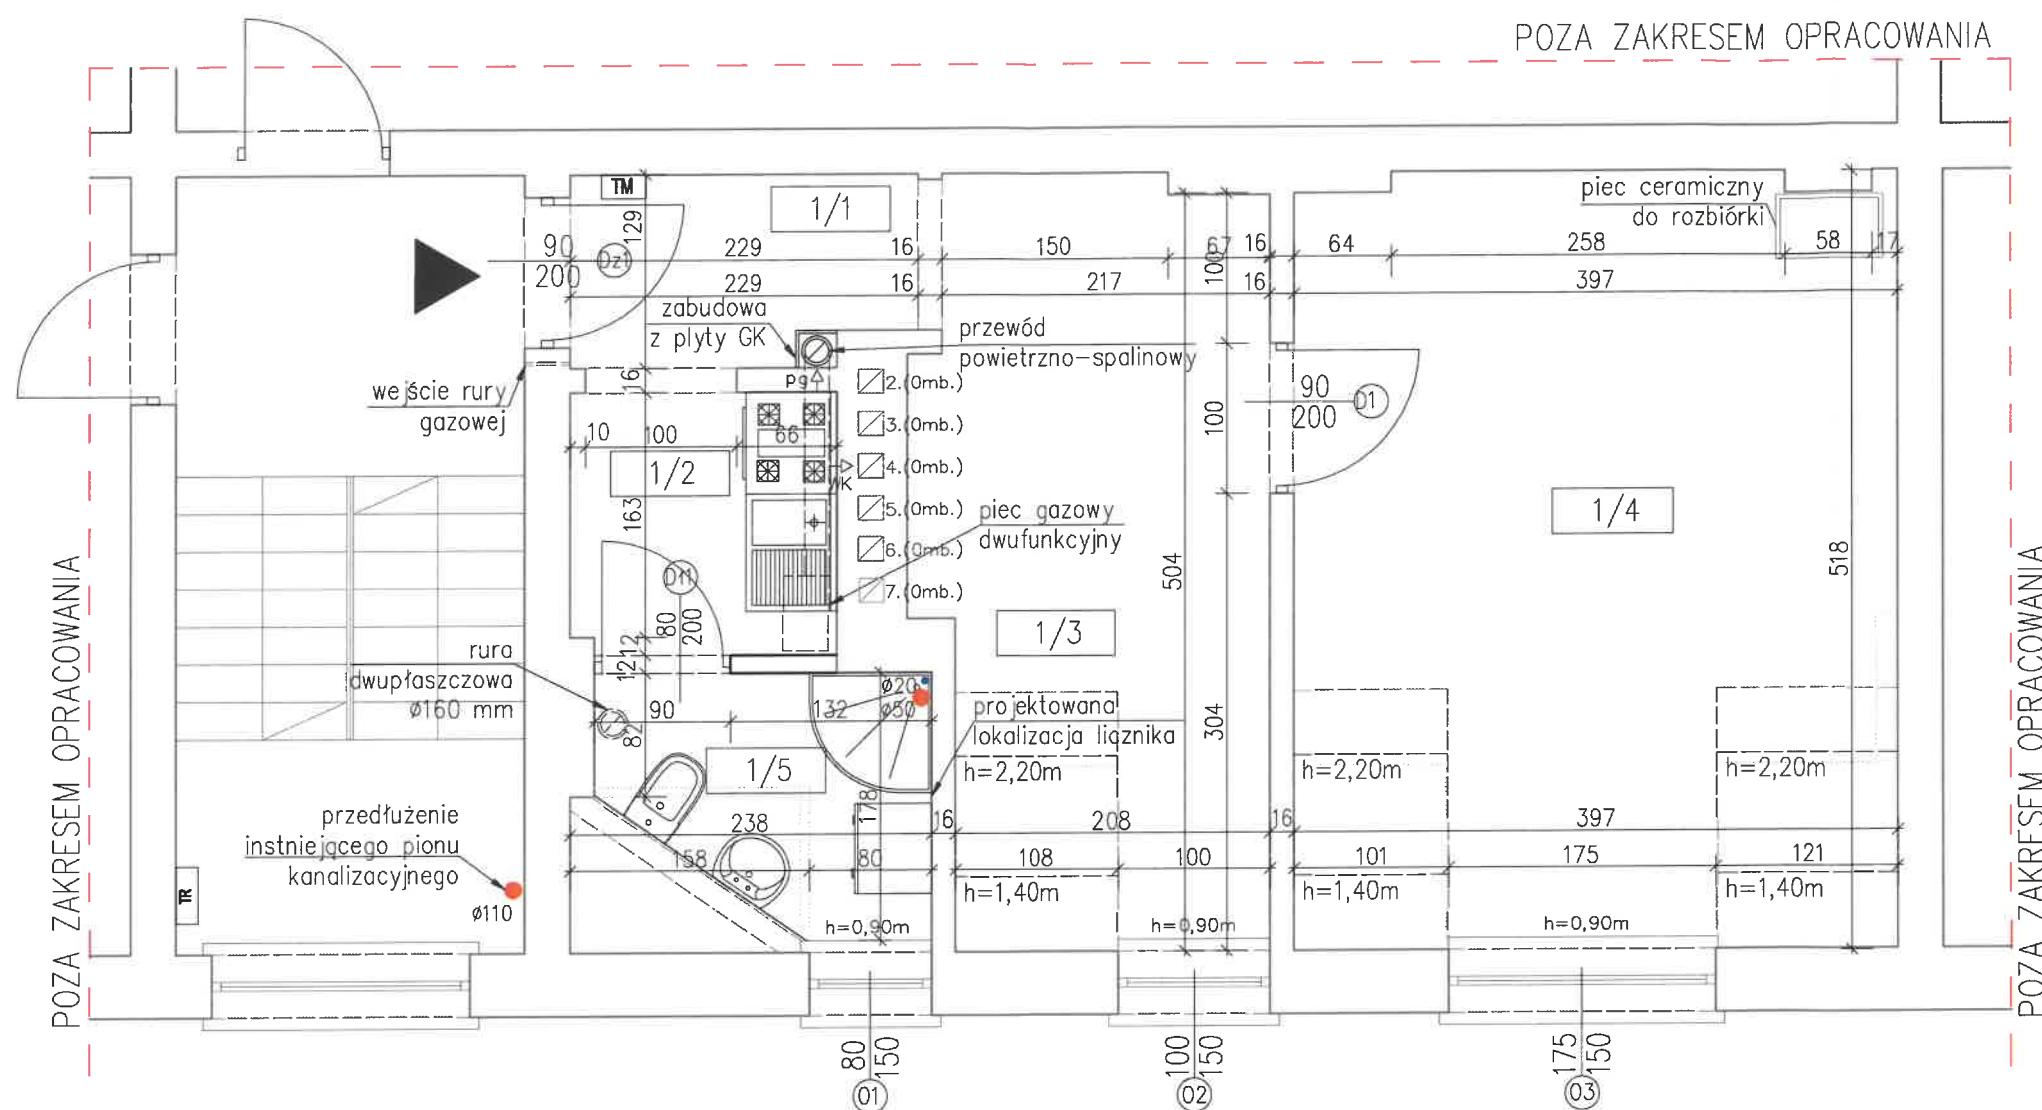 POZA ZAKRESEM OPRACOWANIA
TM
1/1
piec ceramiczny
do rozbiórki
129
90
200
Dz1
229
16
150
67
16
64
258
58
17
100
229
16
217
16
397
zabudowa
z plyty GK
przewód
powietrzno-spalinowy
wejście rury
gazowej
16
pg
2.(0mb.)
3.(0mb.)
4.(0mb.)
5.(0mb.)
6.(0mb.)
7.(0mb.)
90
200
D1
100
10
100
66
1/2
WK
163
piec gazowy
dwufunkcyjny
1/4
504
518
D11
80
200
1/3
12
12
rura
dwupłaszczowa
ø160 mm
90
132
ø20
ø50
82
projektowana
lokalizacja licznika
304
1/5
h=2,20m
h=2,20m
h=2,20m
178
przedłużenie
instniejącego pionu
kanalizacyjnego
ø110
TR
238
16
208
16
397
158
80
108
100
101
175
121
h=1,40m
h=1,40m
h=1,40m
h=0,90m
h=0,90m
h=0,90m
80
150
01
100
150
02
175
150
03
POZA ZAKRESEM OPRACOWANIA
POZA ZAKRESEM OPRACOWANIA